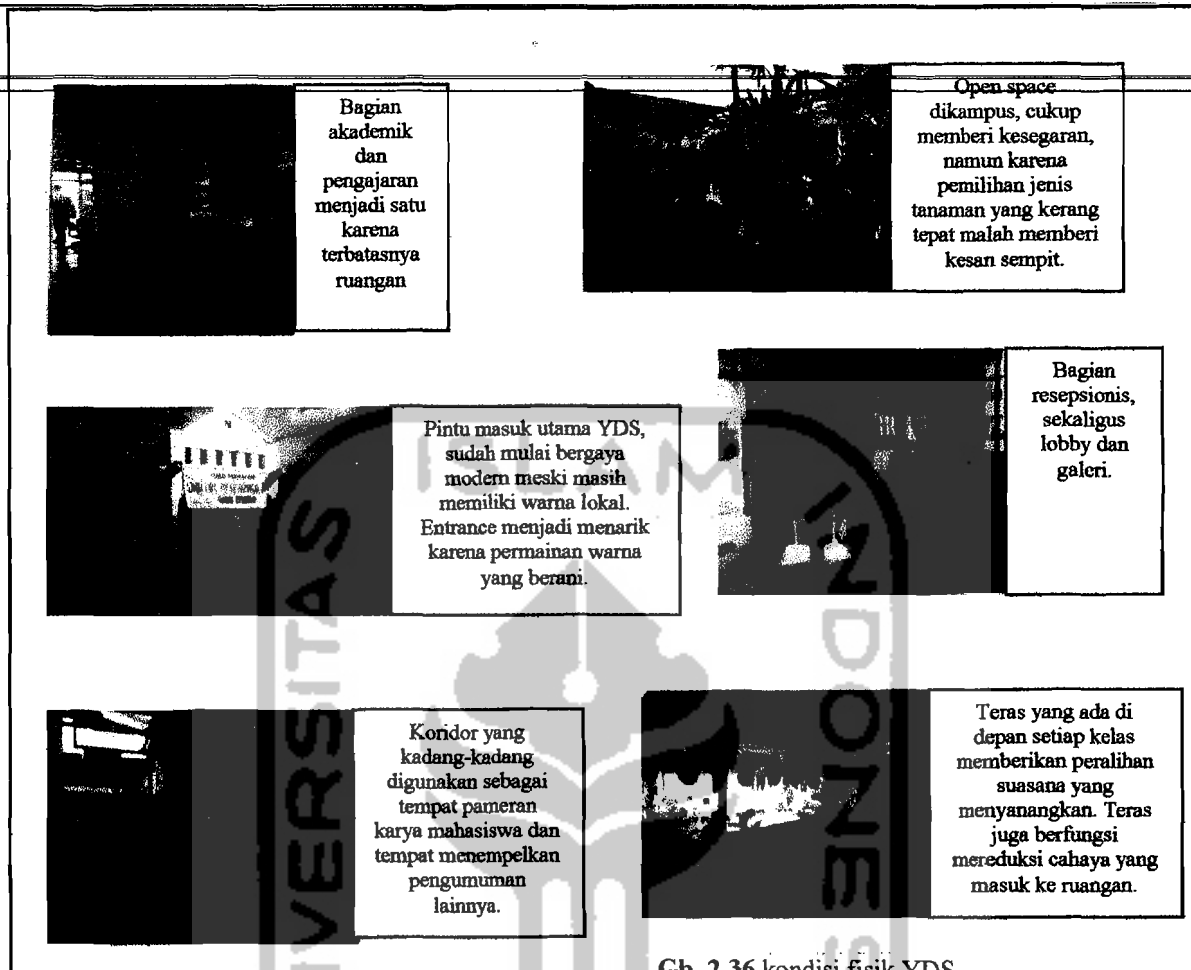 Bagian
akademik
dan
pengajaran
menjadi satu
karena
terbatasnya
ruangan
Open space
dikampus, cukup
memberi kesegaran,
namun karena
pemilihan jenis
tanaman yang kerang
tepat malah memberi
kesan sempit.
Pintu masuk utama YDS,
sudah mulai bergaya
modern meski masih
memiliki warna lokal.
Entrance menjadi menarik
karena permainan warna
yang berani.
Bagian
resepsionis,
sekaligus
lobby dan
galeri.
Koridor yang
kadang-kadang
digunakan sebagai
tempat pameran
karya mahasiswa dan
tempat menempelkan
pengumuman
lainnya.
Teras yang ada di
depan setiap kelas
memberikan peralihan
suasana yang
menyanangkan. Teras
juga berfungsi
mereduksi cahaya yang
masuk ke ruangan.
Gb. 2.36 kondisi fisik YDS
UNIVERSITAS
ISLAM
INDONES